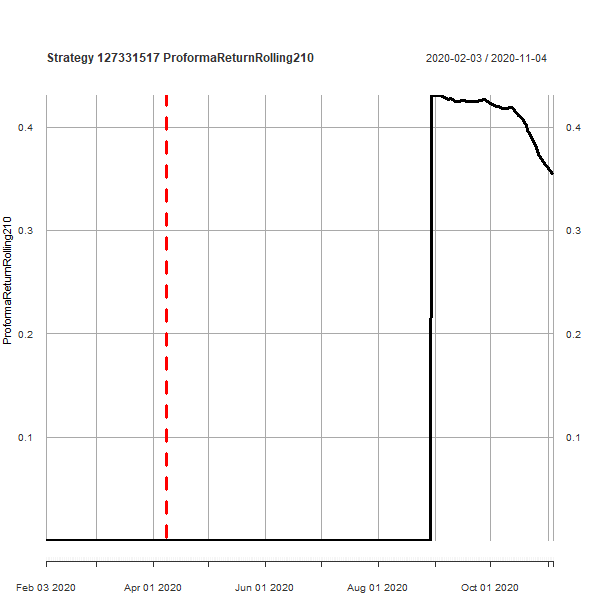 Strategy 127331517 ProformaReturnRolling210
2020-02-03 / 2020-11-04
ProformaReturnRolling210
0.4
0.3
0.2
0.1
0.4
0.3
0.2
0.1
Feb 03 2020
Apr 01 2020
Jun 01 2020
Aug 01 2020
Oct 01 2020